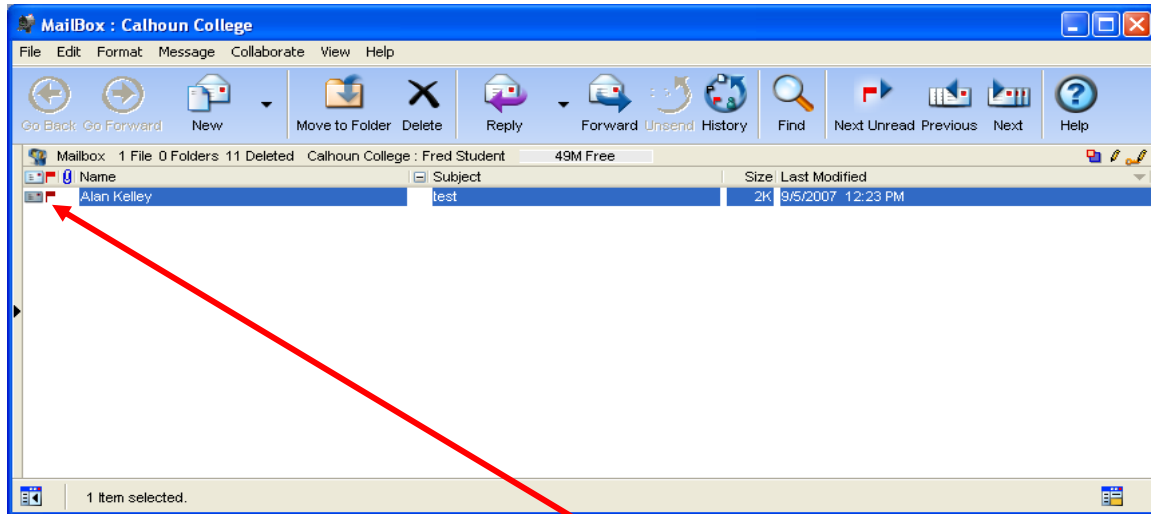 MailBox : Calhoun College
File Edit Format Message Collaborate View Help
Go Back Go Forward New Move to Folder Delete Reply Forward Unsend History Find Next Unread Previous Next Help
Mailbox 1 File 0 Folders 11 Deleted Calhoun College : Fred Student 49M Free
Name Subject Size Last Modified
Alan Kelley test 2K 9/5/2007 12:23 PM
1 Item selected.